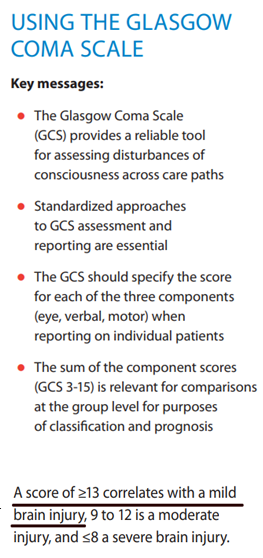 USING THE GLASGOW
COMA SCALE
Key messages:
• The Glasgow Coma Scale
(GCS) provides a reliable tool
for assessing disturbances of
consciousness across care paths
• Standardized approaches
to GCS assessment and
reporting are essential
• The GCS should specify the score
for each of the three components
(eye, verbal, motor) when
reporting on individual patients
• The sum of the component scores
(GCS 3-15) is relevant for comparisons
at the group level for purposes
of classification and prognosis
A score of ≥13 correlates with a mild
brain injury, 9 to 12 is a moderate
injury, and ≤8 a severe brain injury.